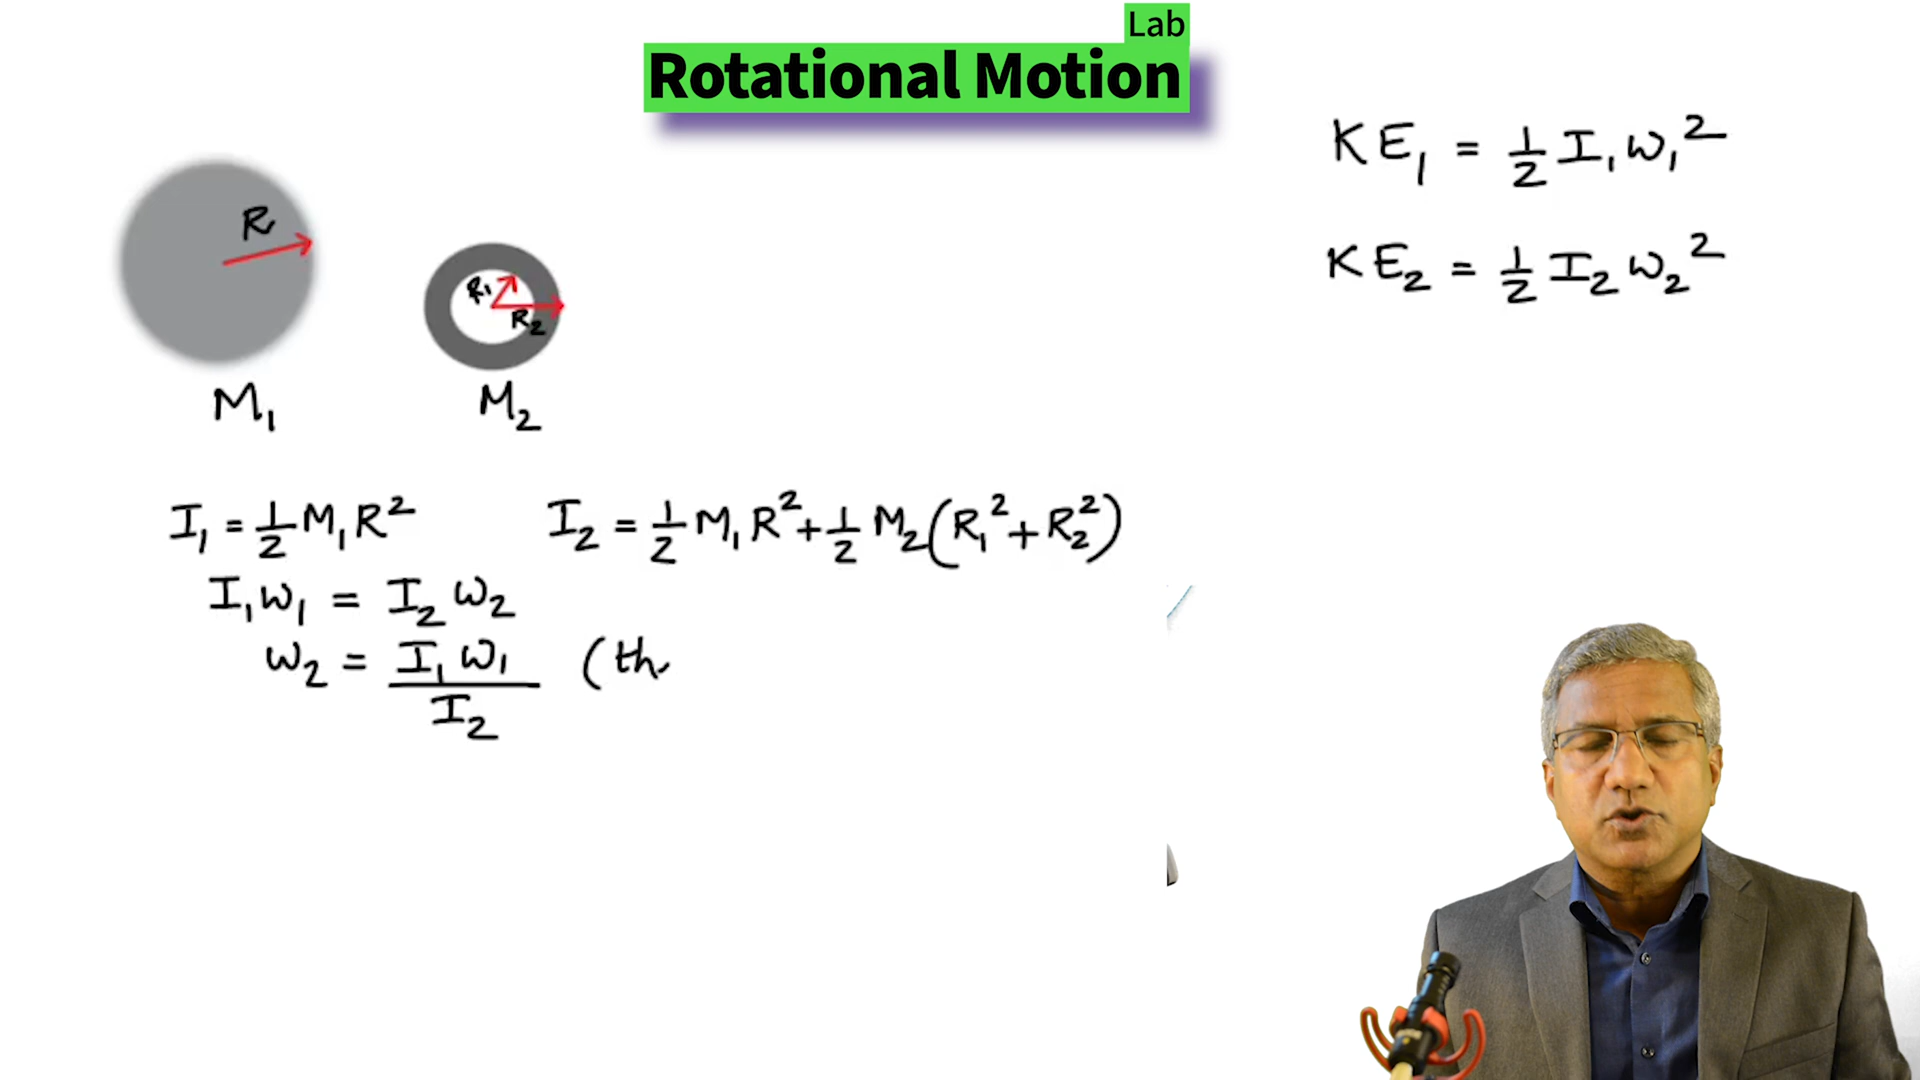 Lab
Rotational Motion
R
M₁
R₁
R₂
M₂
KE₁ = ½ I₁ω₁²
KE₂ = ½ I₂ω₂²
I₁ = ½ M₁R² I₂ = ½ M₁R² + ½ M₂(R₁² + R₂²)
I₁ω₁ = I₂ω₂
ω₂ = I₁ω₁ / I₂ (th